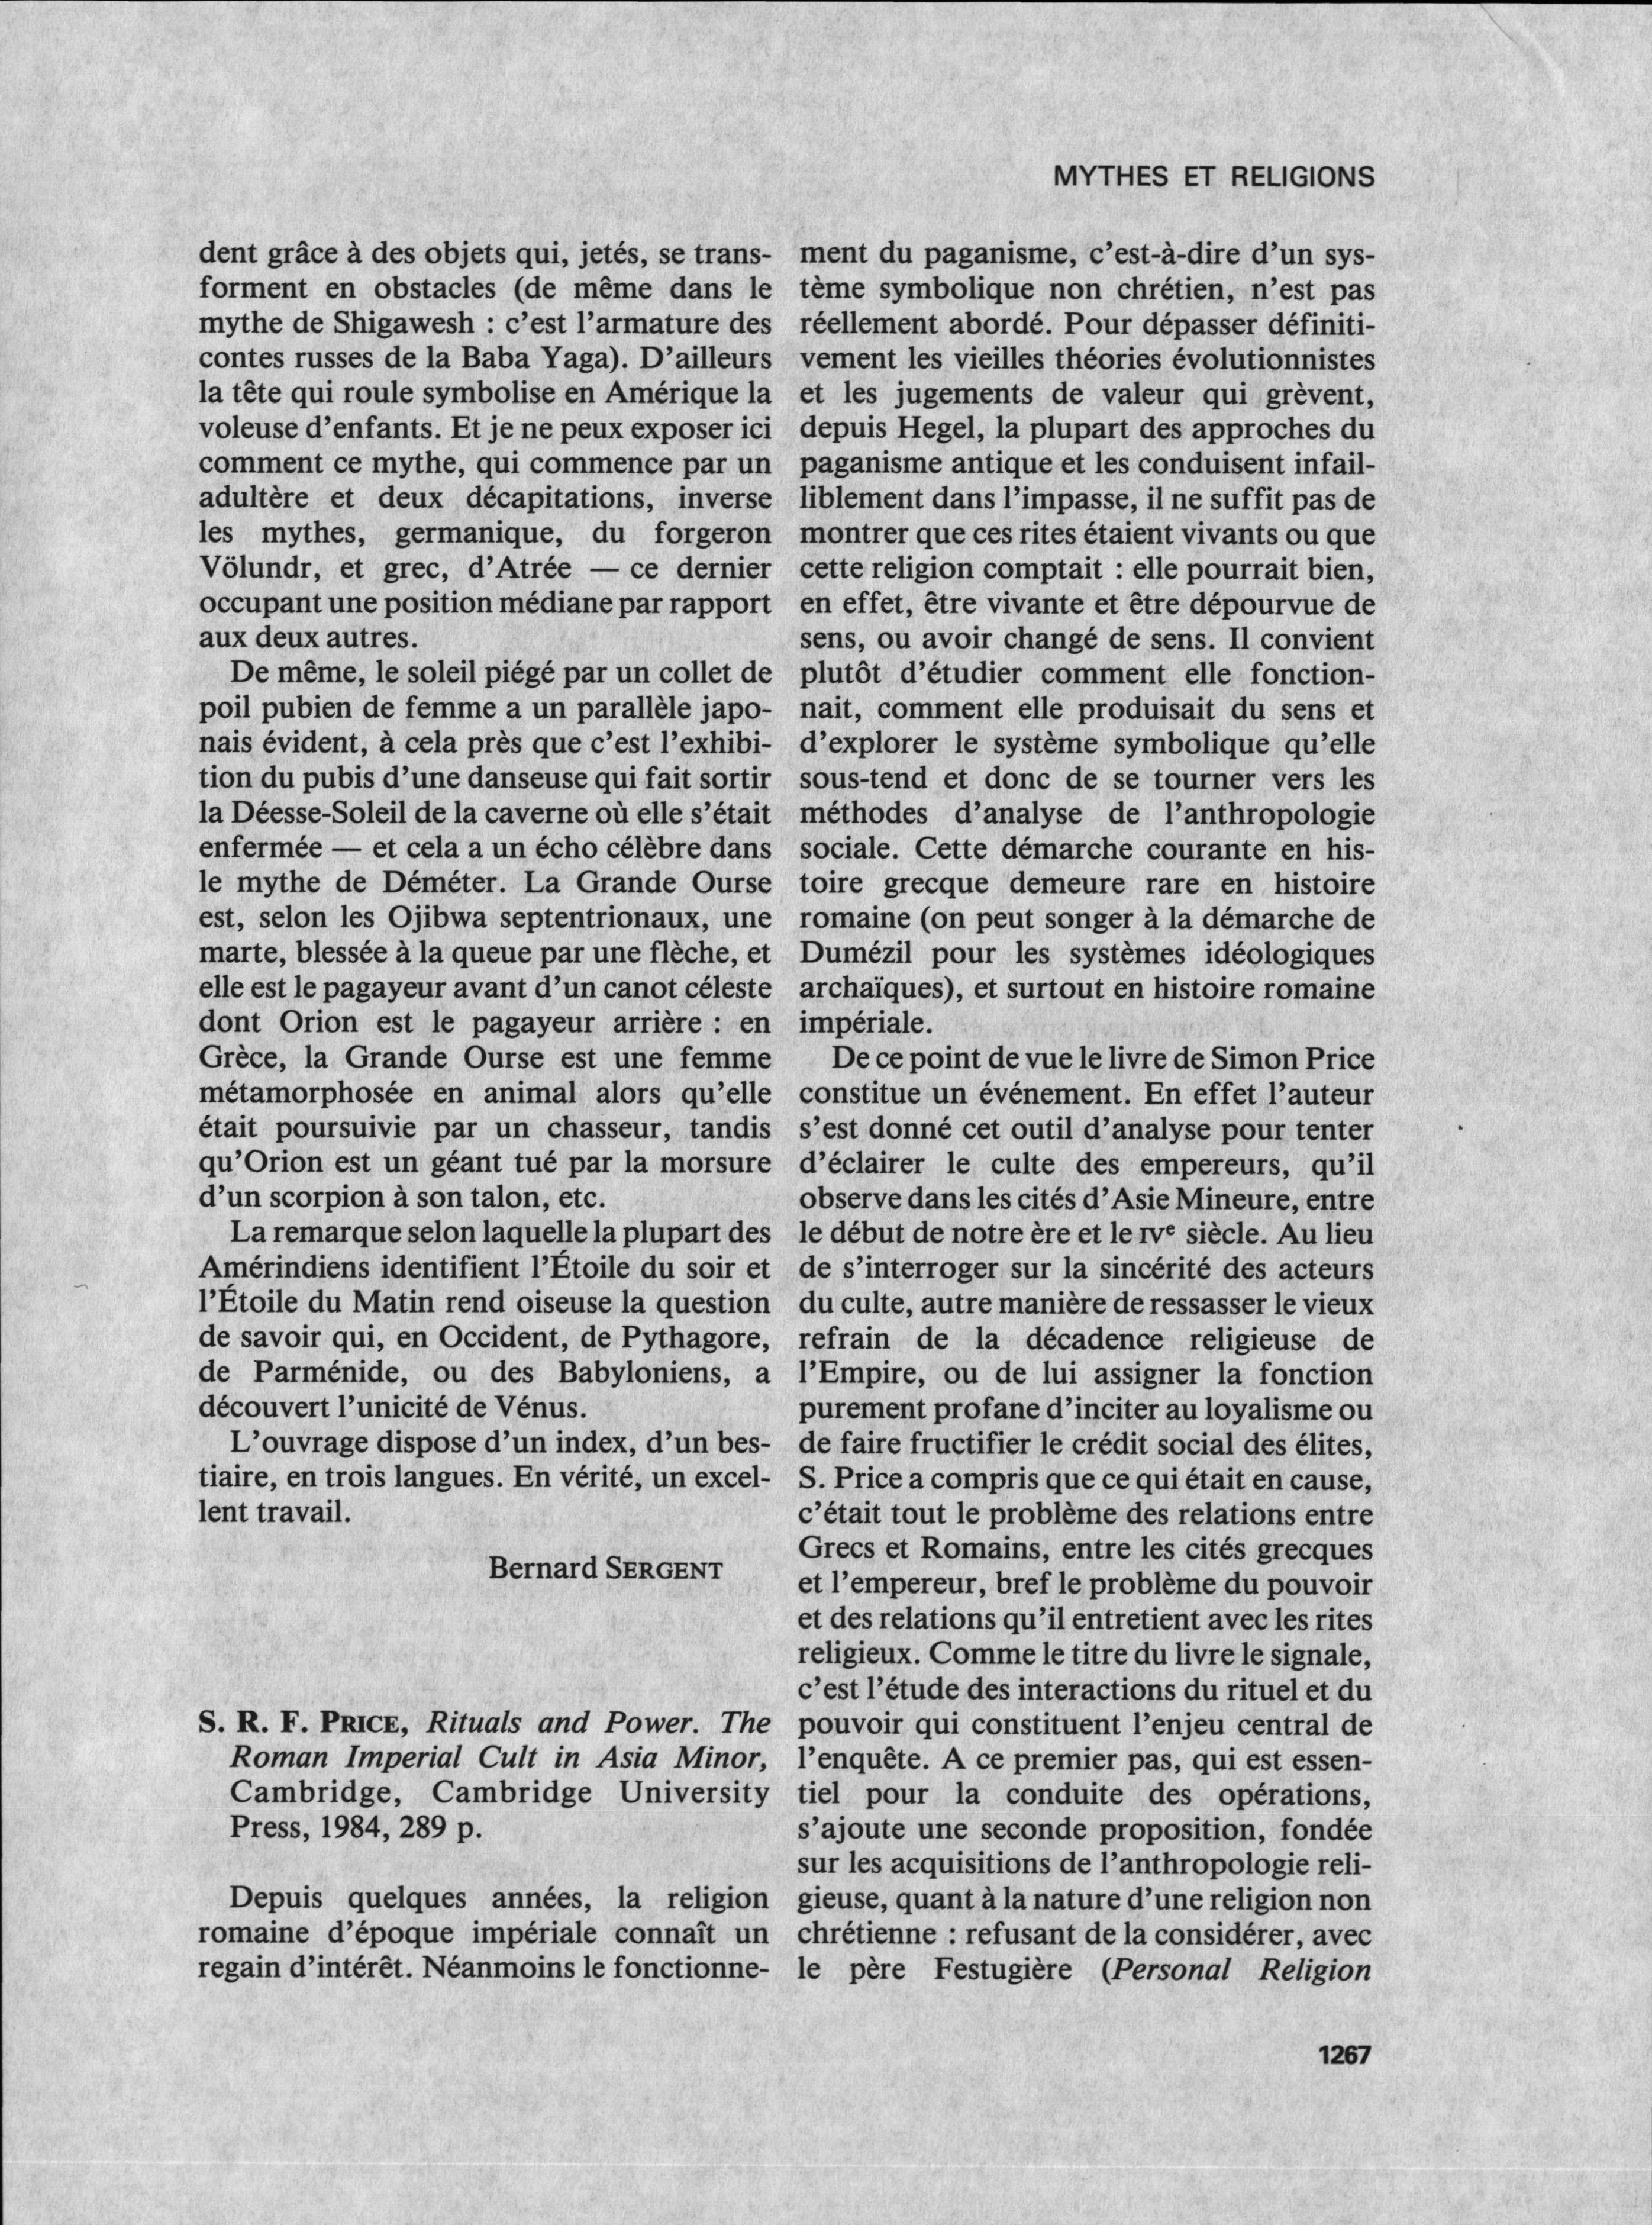 MYTHES ET RELIGIONS
dent grâce à des objets qui, jetés, se trans-
forment en obstacles (de même dans le
mythe de Shigawesh : c'est l'armature des
contes russes de la Baba Yaga). D'ailleurs
la tête qui roule symbolise en Amérique la
voleuse d'enfants. Et je ne peux exposer ici
comment ce mythe, qui commence par un
adultère et deux décapitations, inverse
les mythes, germanique, du forgeron
Völundr, et grec, d'Atrée — ce dernier
occupant une position médiane par rapport
aux deux autres.
De même, le soleil piégé par un collet de
poil pubien de femme a un parallèle japo-
nais évident, à cela près que c'est l'exhibi-
tion du pubis d'une danseuse qui fait sortir
la Déesse-Soleil de la caverne où elle s'était
enfermée — et cela a un écho célèbre dans
le mythe de Déméter. La Grande Ourse
est, selon les Ojibwa septentrionaux, une
marte, blessée à la queue par une flèche, et
elle est le pagayeur avant d'un canot céleste
dont Orion est le pagayeur arrière : en
Grèce, la Grande Ourse est une femme
métamorphosée en animal alors qu'elle
était poursuivie par un chasseur, tandis
qu'Orion est un géant tué par la morsure
d'un scorpion à son talon, etc.
La remarque selon laquelle la plupart des
Amérindiens identifient l'Étoile du soir et
l'Étoile du Matin rend oiseuse la question
de savoir qui, en Occident, de Pythagore,
de Parménide, ou des Babyloniens, a
découvert l'unicité de Vénus.
L'ouvrage dispose d'un index, d'un bes-
tiaire, en trois langues. En vérité, un excel-
lent travail.
Bernard SERGENT
S. R. F. PRICE, Rituals and Power. The
Roman Imperial Cult in Asia Minor,
Cambridge, Cambridge University
Press, 1984, 289 p.
Depuis quelques années, la religion
romaine d'époque impériale connaît un
regain d'intérêt. Néanmoins le fonctionne-
ment du paganisme, c'est-à-dire d'un sys-
tème symbolique non chrétien, n'est pas
réellement abordé. Pour dépasser définiti-
vement les vieilles théories évolutionnistes
et les jugements de valeur qui grèvent,
depuis Hegel, la plupart des approches du
paganisme antique et les conduisent infail-
liblement dans l'impasse, il ne suffit pas de
montrer que ces rites étaient vivants ou que
cette religion comptait : elle pourrait bien,
en effet, être vivante et être dépourvue de
sens, ou avoir changé de sens. Il convient
plutôt d'étudier comment elle fonction-
nait, comment elle produisait du sens et
d'explorer le système symbolique qu'elle
sous-tend et donc de se tourner vers les
méthodes d'analyse de l'anthropologie
sociale. Cette démarche courante en his-
toire grecque demeure rare en histoire
romaine (on peut songer à la démarche de
Dumézil pour les systèmes idéologiques
archaïques), et surtout en histoire romaine
impériale.
De ce point de vue le livre de Simon Price
constitue un événement. En effet l'auteur
s'est donné cet outil d'analyse pour tenter
d'éclairer le culte des empereurs, qu'il
observe dans les cités d'Asie Mineure, entre
le début de notre ère et le IVe siècle. Au lieu
de s'interroger sur la sincérité des acteurs
du culte, autre manière de ressasser le vieux
refrain de la décadence religieuse de
l'Empire, ou de lui assigner la fonction
purement profane d'inciter au loyalisme ou
de faire fructifier le crédit social des élites,
S. Price a compris que ce qui était en cause,
c'était tout le problème des relations entre
Grecs et Romains, entre les cités grecques
et l'empereur, bref le problème du pouvoir
et des relations qu'il entretient avec les rites
religieux. Comme le titre du livre le signale,
c'est l'étude des interactions du rituel et du
pouvoir qui constituent l'enjeu central de
l'enquête. A ce premier pas, qui est essen-
tiel pour la conduite des opérations,
s'ajoute une seconde proposition, fondée
sur les acquisitions de l'anthropologie reli-
gieuse, quant à la nature d'une religion non
chrétienne : refusant de la considérer, avec
le père Festugière (Personal Religion
1267